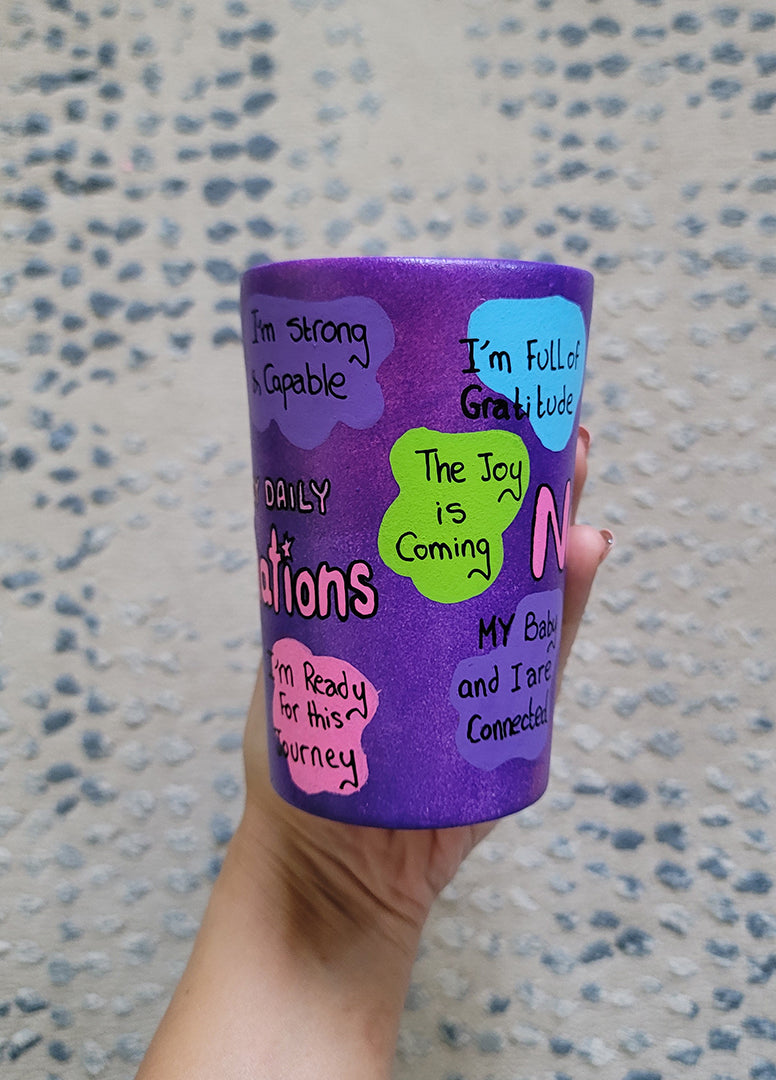 I'm strong
& Capable
I'm FULL of
Gratitude
The Joy
is
Coming
Y DAILY
ations
N
MY Baby
and I are
Connected
I'm Ready
For this
Journey